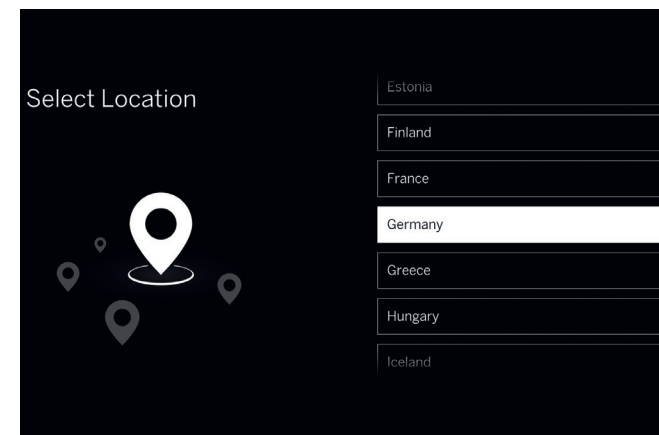 Select Location
Estonia
Finland
France
Germany
Greece
Hungary
Iceland